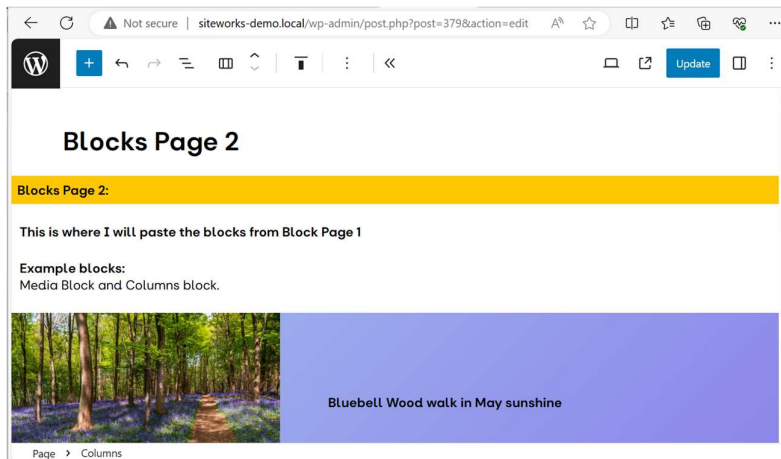 Not secure siteworks-demo.local/wp-admin/post.php?post=379&action=edit
Update
Blocks Page 2
Blocks Page 2:
This is where I will paste the blocks from Block Page 1
Example blocks:
Media Block and Columns block.
Bluebell Wood walk in May sunshine
Page > Columns